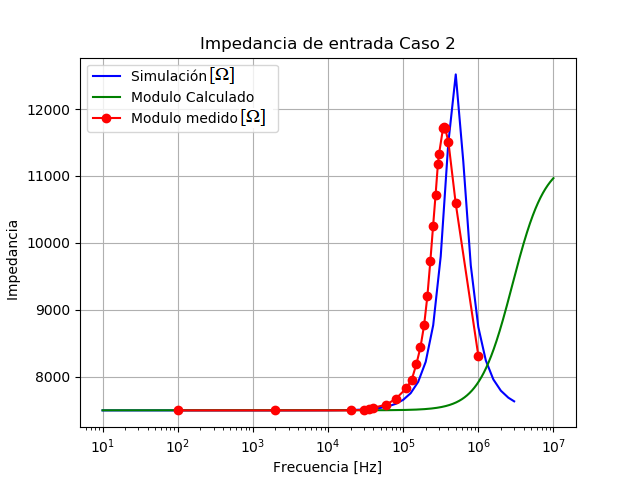 Impedancia de entrada Caso 2
Simulación [Ω]
Modulo Calculado
Modulo medido [Ω]
12000
11000
10000
9000
8000
Impedancia
10¹
10²
10³
10⁴
10⁵
10⁶
10⁷
Frecuencia [Hz]